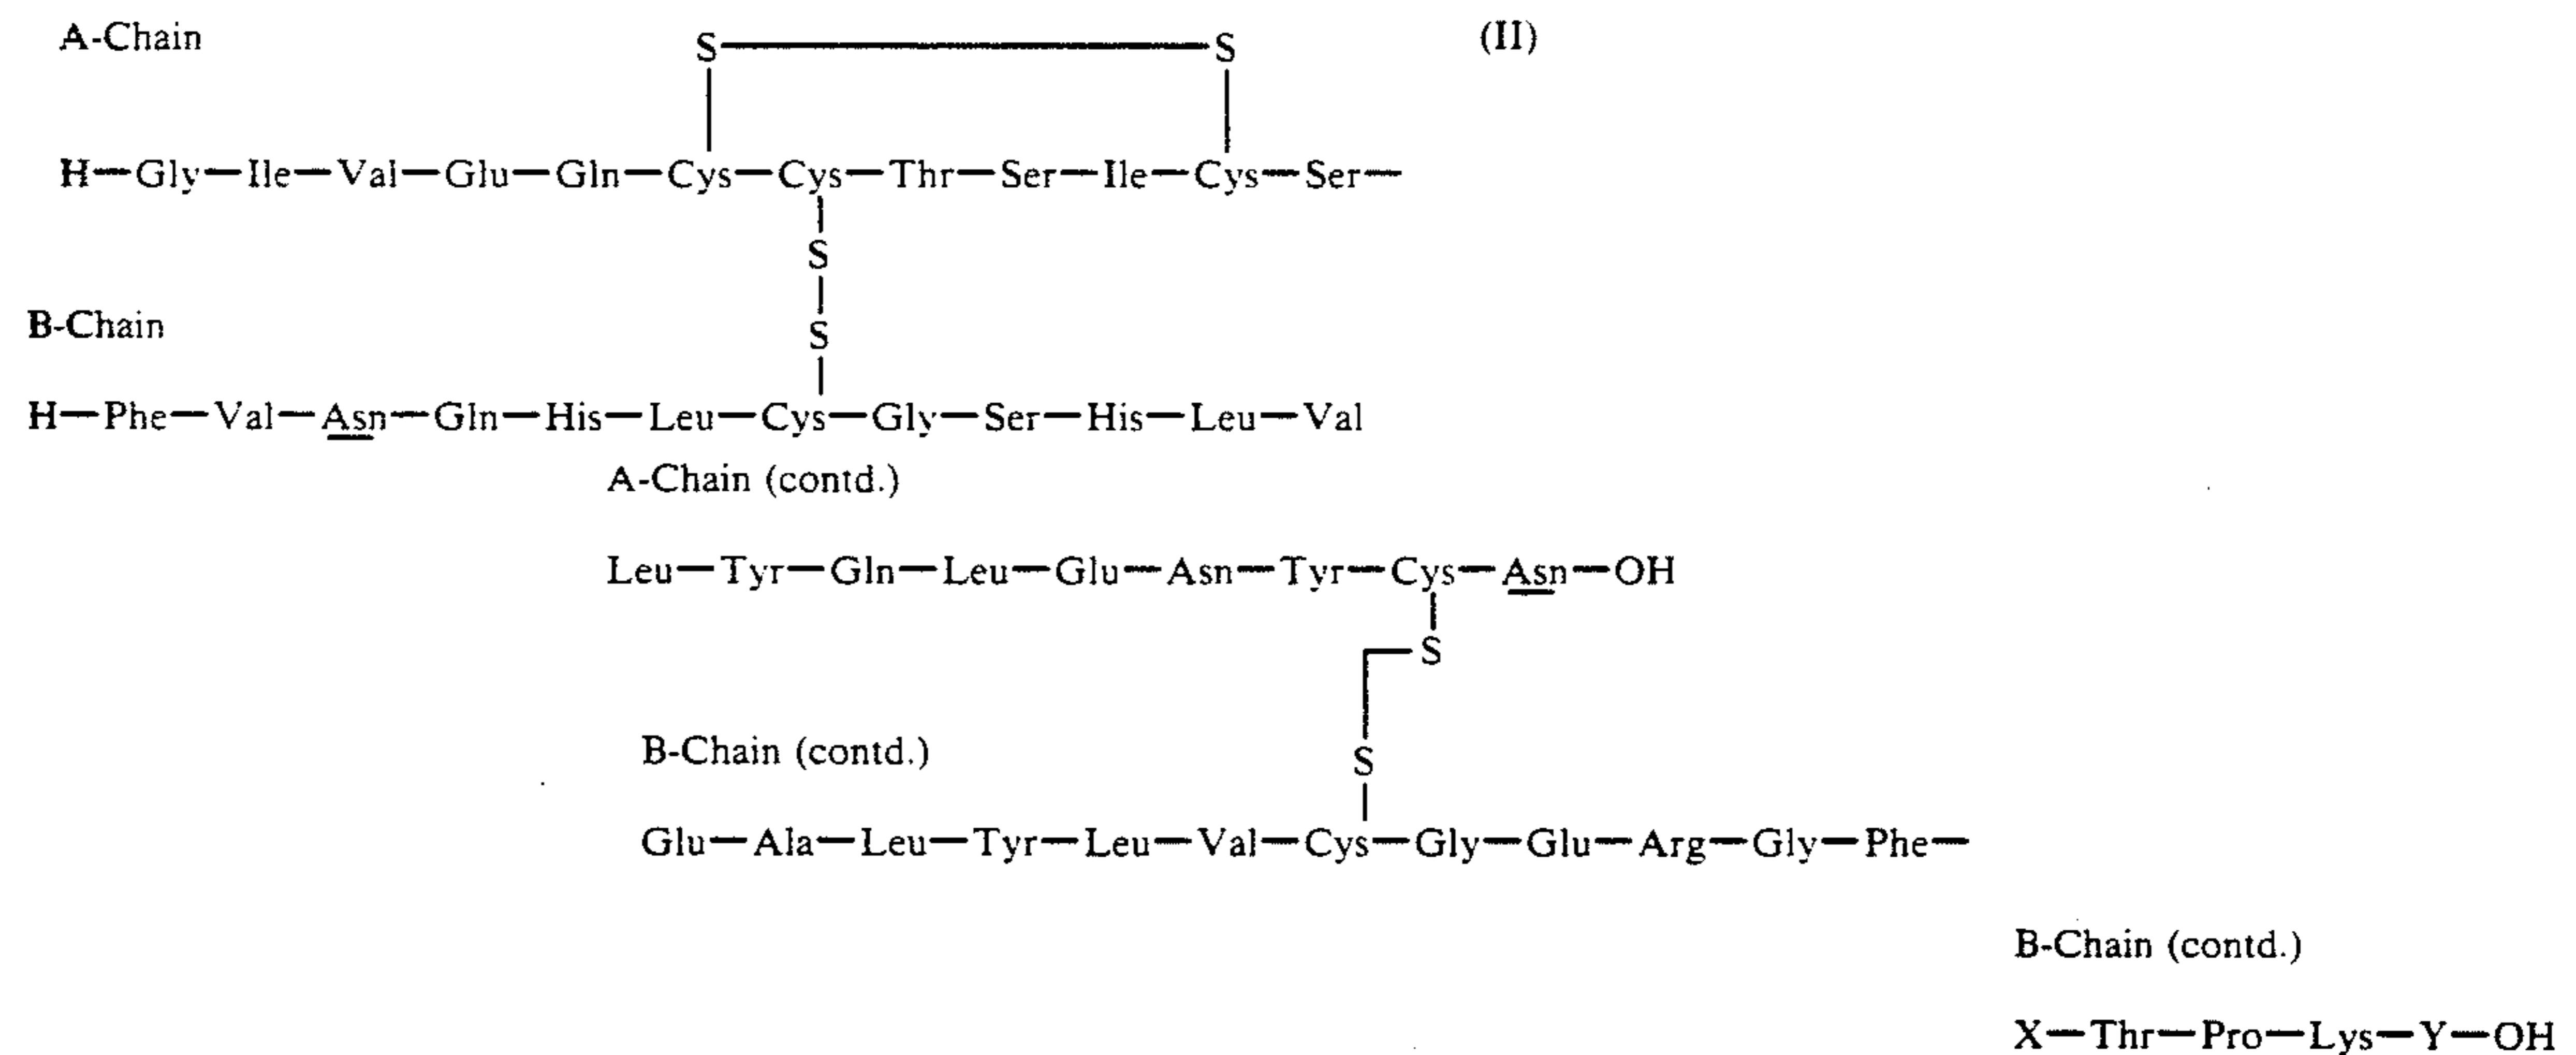 A-Chain
(II)
S—S
H—Gly—Ile—Val—Glu—Gln—Cys—Cys—Thr—Ser—Ile—Cys—Ser—
S
B-Chain
S
H—Phe—Val—Asn—Gln—His—Leu—Cys—Gly—Ser—His—Leu—Val
A-Chain (contd.)
Leu—Tyr—Gln—Leu—Glu—Asn—Tyr—Cys—Asn—OH
S
B-Chain (contd.)
S
Glu—Ala—Leu—Tyr—Leu—Val—Cys—Gly—Glu—Arg—Gly—Phe—
B-Chain (contd.)
X—Thr—Pro—Lys—Y—OH